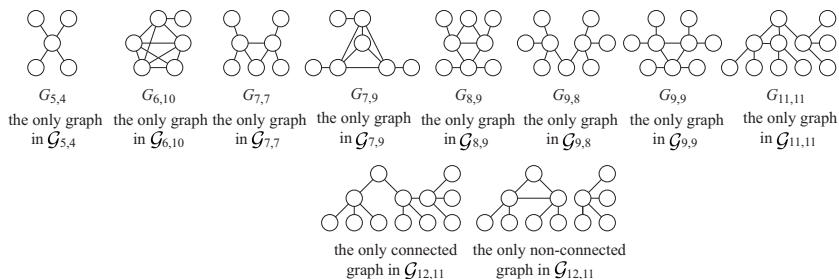 G5,4 G6,10 G7,7 G7,9 G8,9 G9,8 G9,9 G11,11
the only graph the only graph the only graph the only graph the only graph the only graph the only graph the only graph
in 𝒢5,4 in 𝒢6,10 in 𝒢7,7 in 𝒢7,9 in 𝒢8,9 in 𝒢9,8 in 𝒢9,9 in 𝒢11,11
the only connected the only non-connected
graph in 𝒢12,11 graph in 𝒢12,11